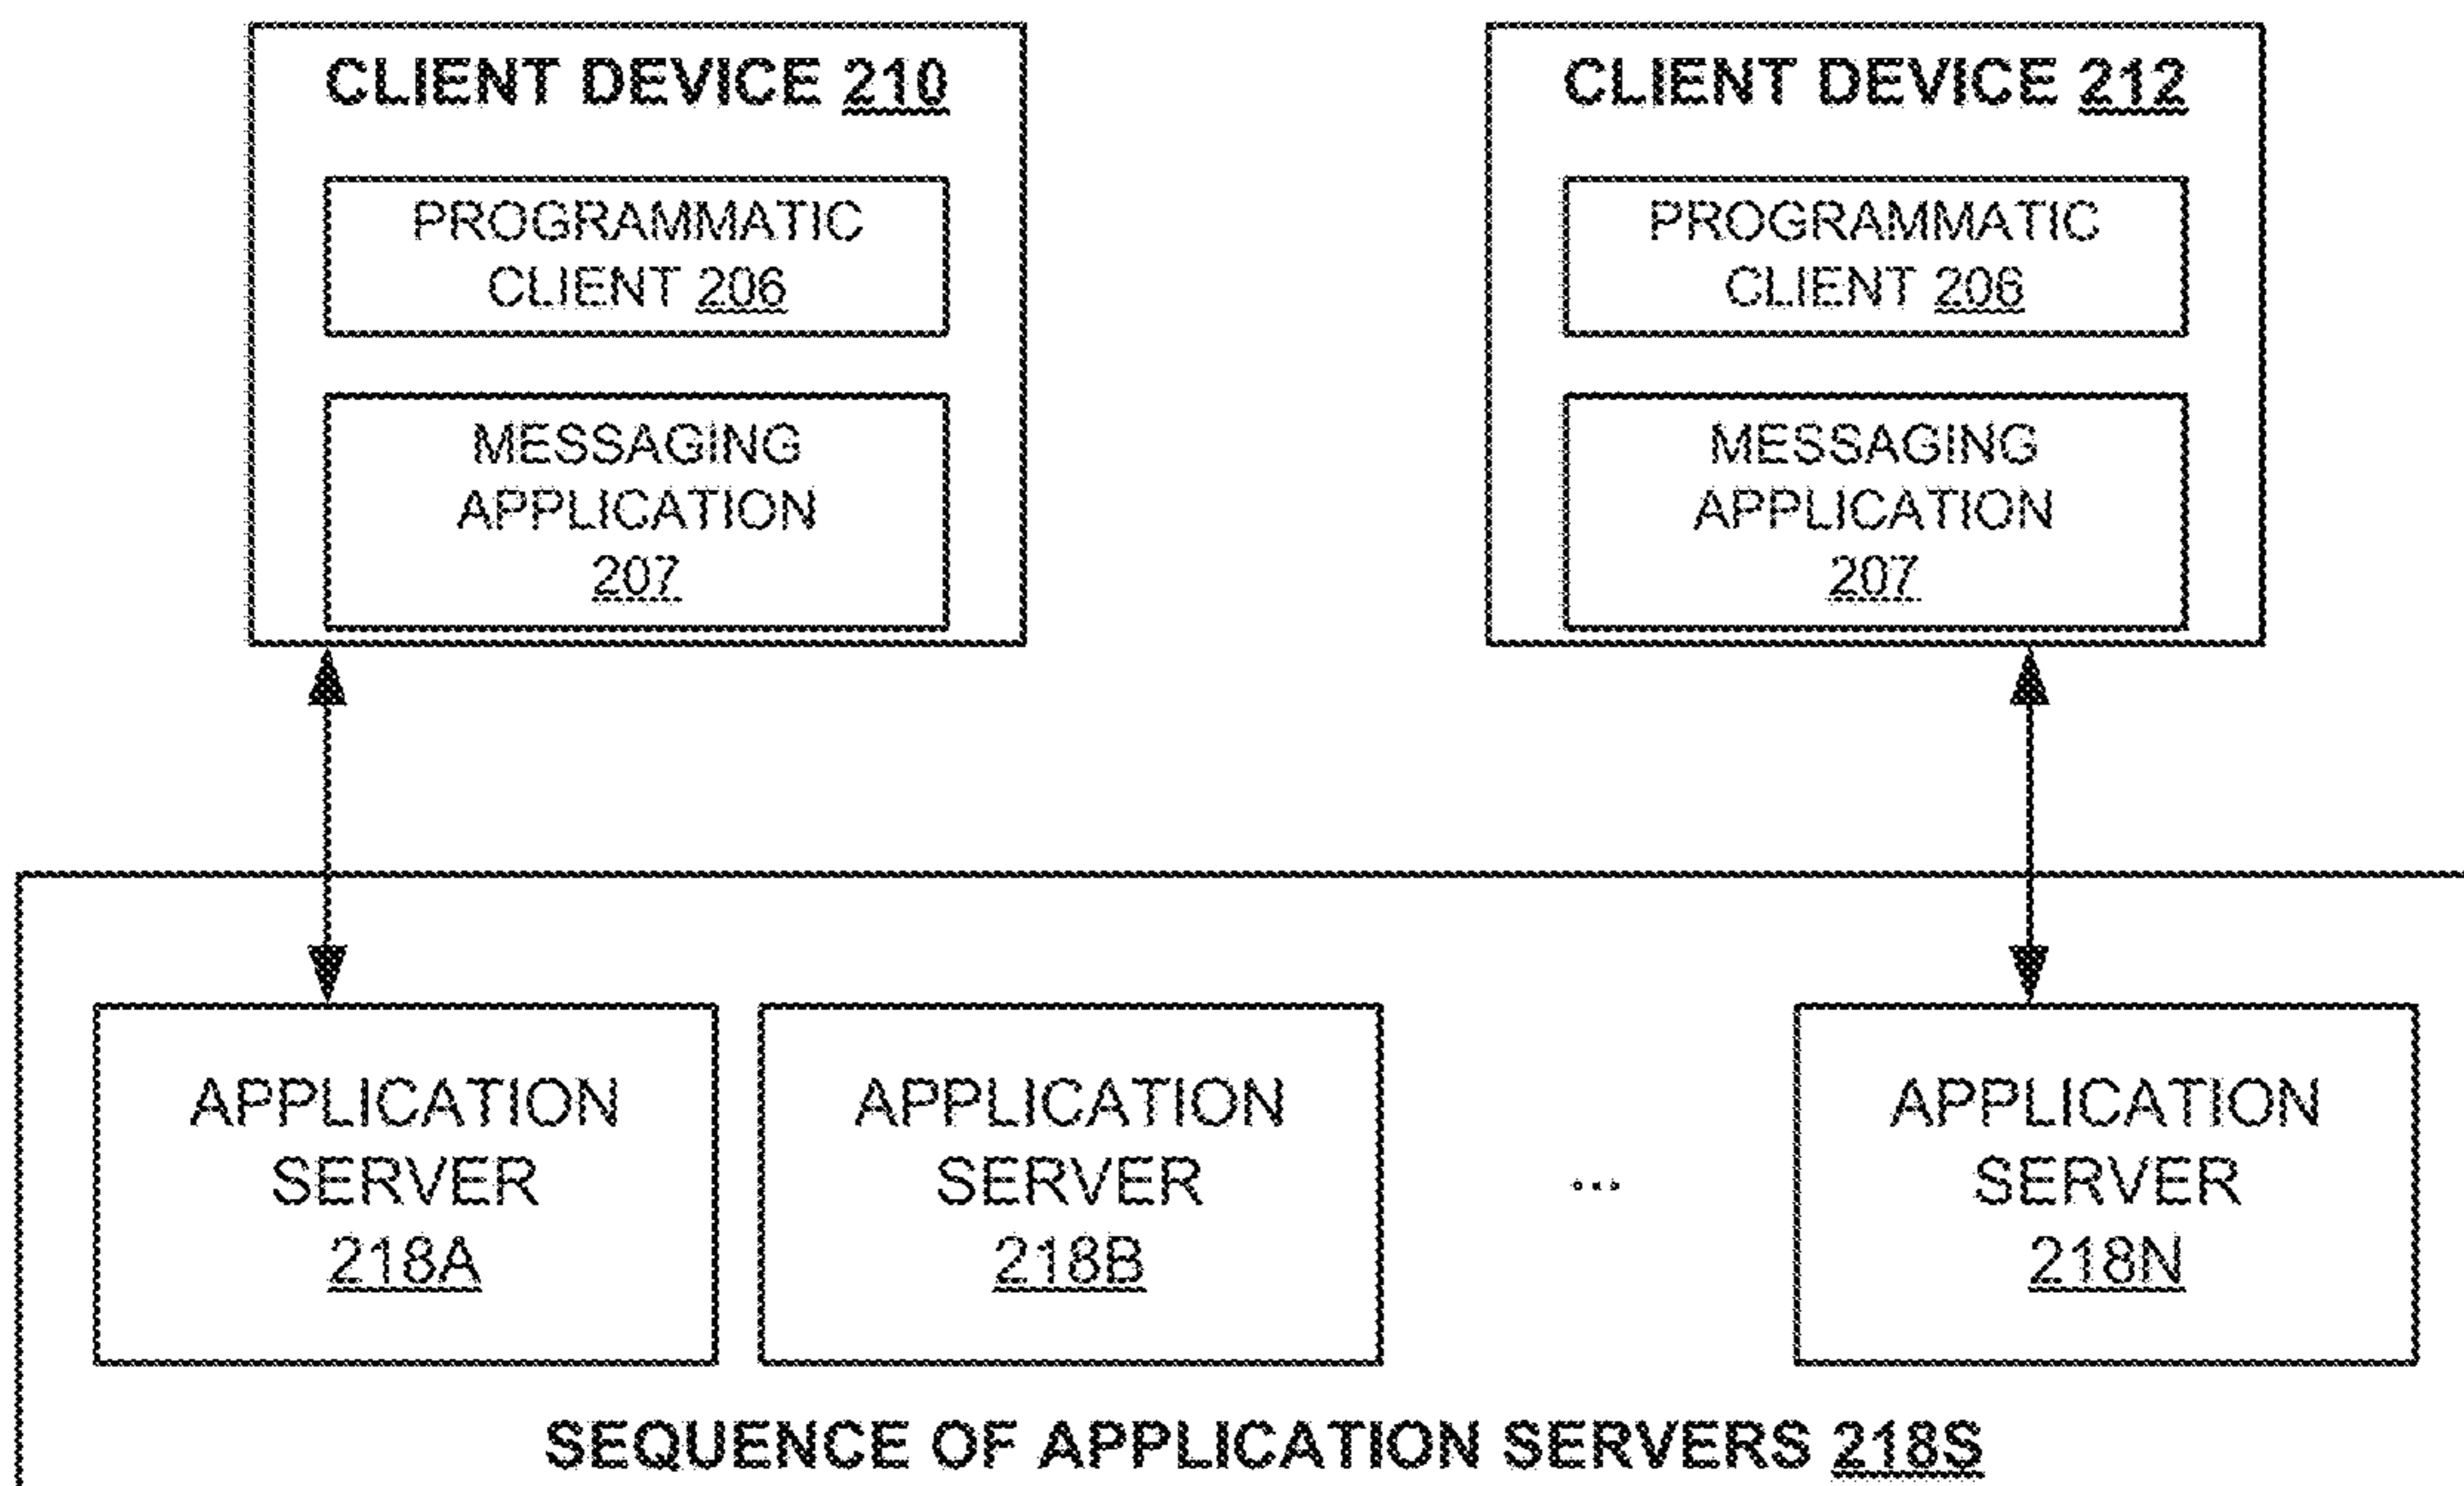 CLIENT DEVICE 210
PROGRAMMATIC
CLIENT 206
MESSAGING
APPLICATION
207
CLIENT DEVICE 212
PROGRAMMATIC
CLIENT 206
MESSAGING
APPLICATION
207
APPLICATION
SERVER
218A
APPLICATION
SERVER
218B
...
APPLICATION
SERVER
218N
SEQUENCE OF APPLICATION SERVERS 218S